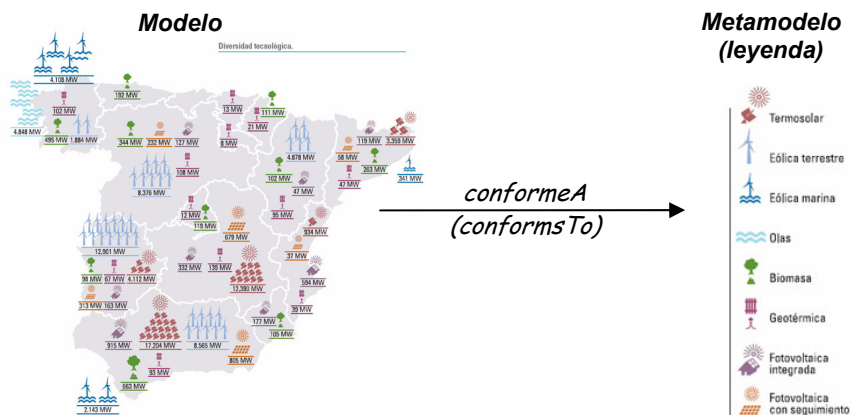 Modelo
Metamodelo
(leyenda)
Diversidad tecnológica.
4.108 MW
192 MW
102 MW
13 MW
111 MW
21 MW
4.848 MW
495 MW
1.884 MW
344 MW
232 MW
127 MW
8 MW
4.878 MW
58 MW
119 MW
3.359 MW
263 MW
341 MW
8.376 MW
108 MW
102 MW
47 MW
47 MW
12 MW
119 MW
95 MW
679 MW
934 MW
37 MW
12.901 MW
332 MW
139 MW
12.380 MW
594 MW
98 MW
67 MW
4.112 MW
39 MW
313 MW
163 MW
177 MW
105 MW
915 MW
17.204 MW
8.565 MW
805 MW
663 MW
93 MW
2.143 MW
conformeA
(conformsTo)
Termosolar
Eólica terrestre
Eólica marina
Olas
Biomasa
Geotérmica
Fotovoltaica
integrada
Fotovoltaica
con seguimiento